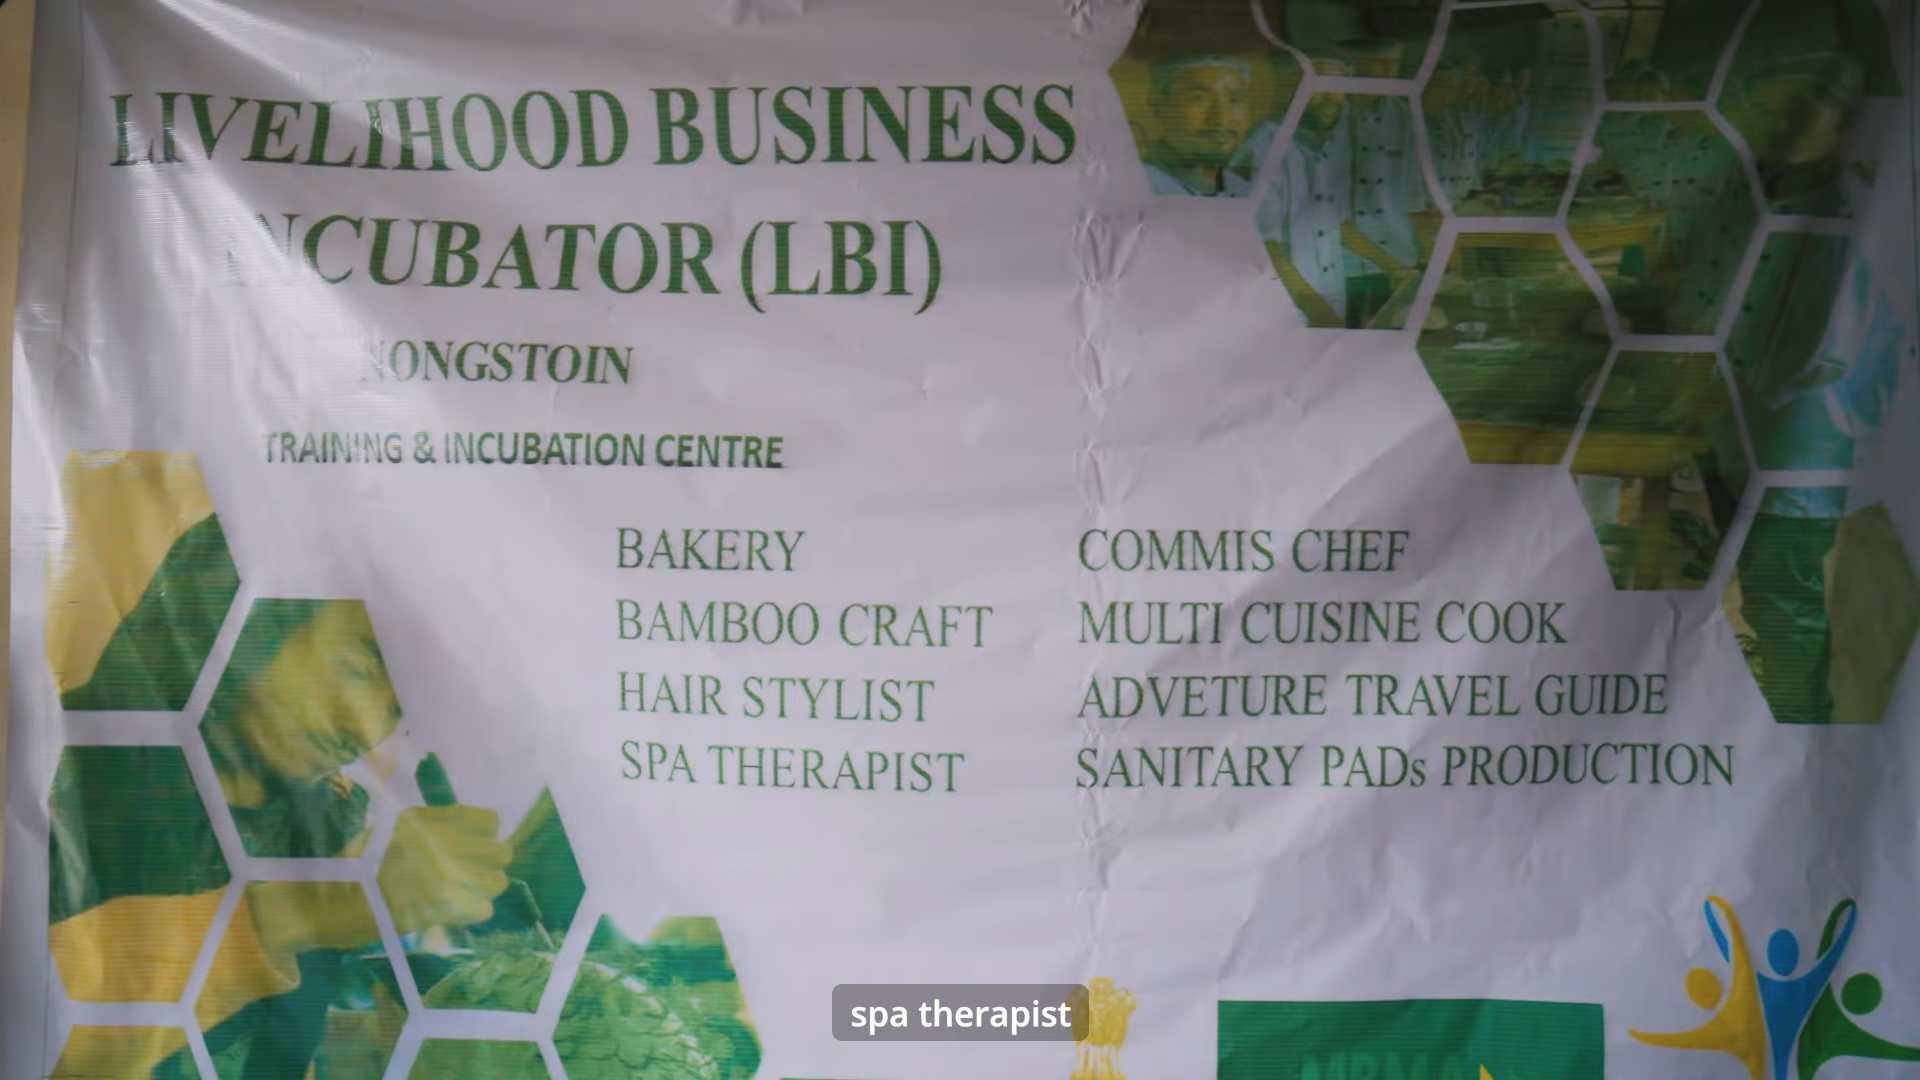 LIVELIHOOD BUSINESS
INCUBATOR (LBI)
NONGSTOIN
TRAINING & INCUBATION CENTRE
BAKERY
BAMBOO CRAFT
HAIR STYLIST
SPA THERAPIST
COMMIS CHEF
MULTI CUISINE COOK
ADVETURE TRAVEL GUIDE
SANITARY PADs PRODUCTION
spa therapist